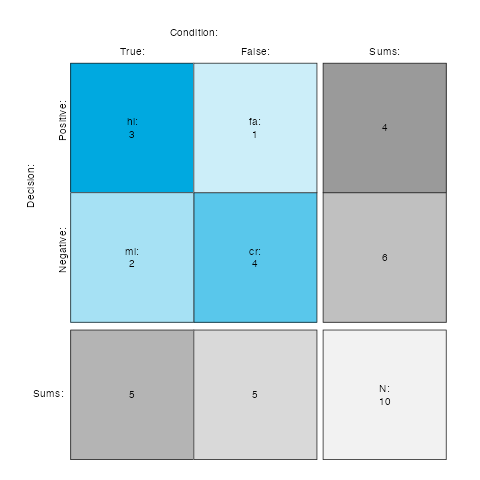 Condition:
True:
False:
Sums:
Decision:
Positive:
hi:
3
fa:
1
4
Negative:
mi:
2
cr:
4
6
Sums:
5
5
N:
10